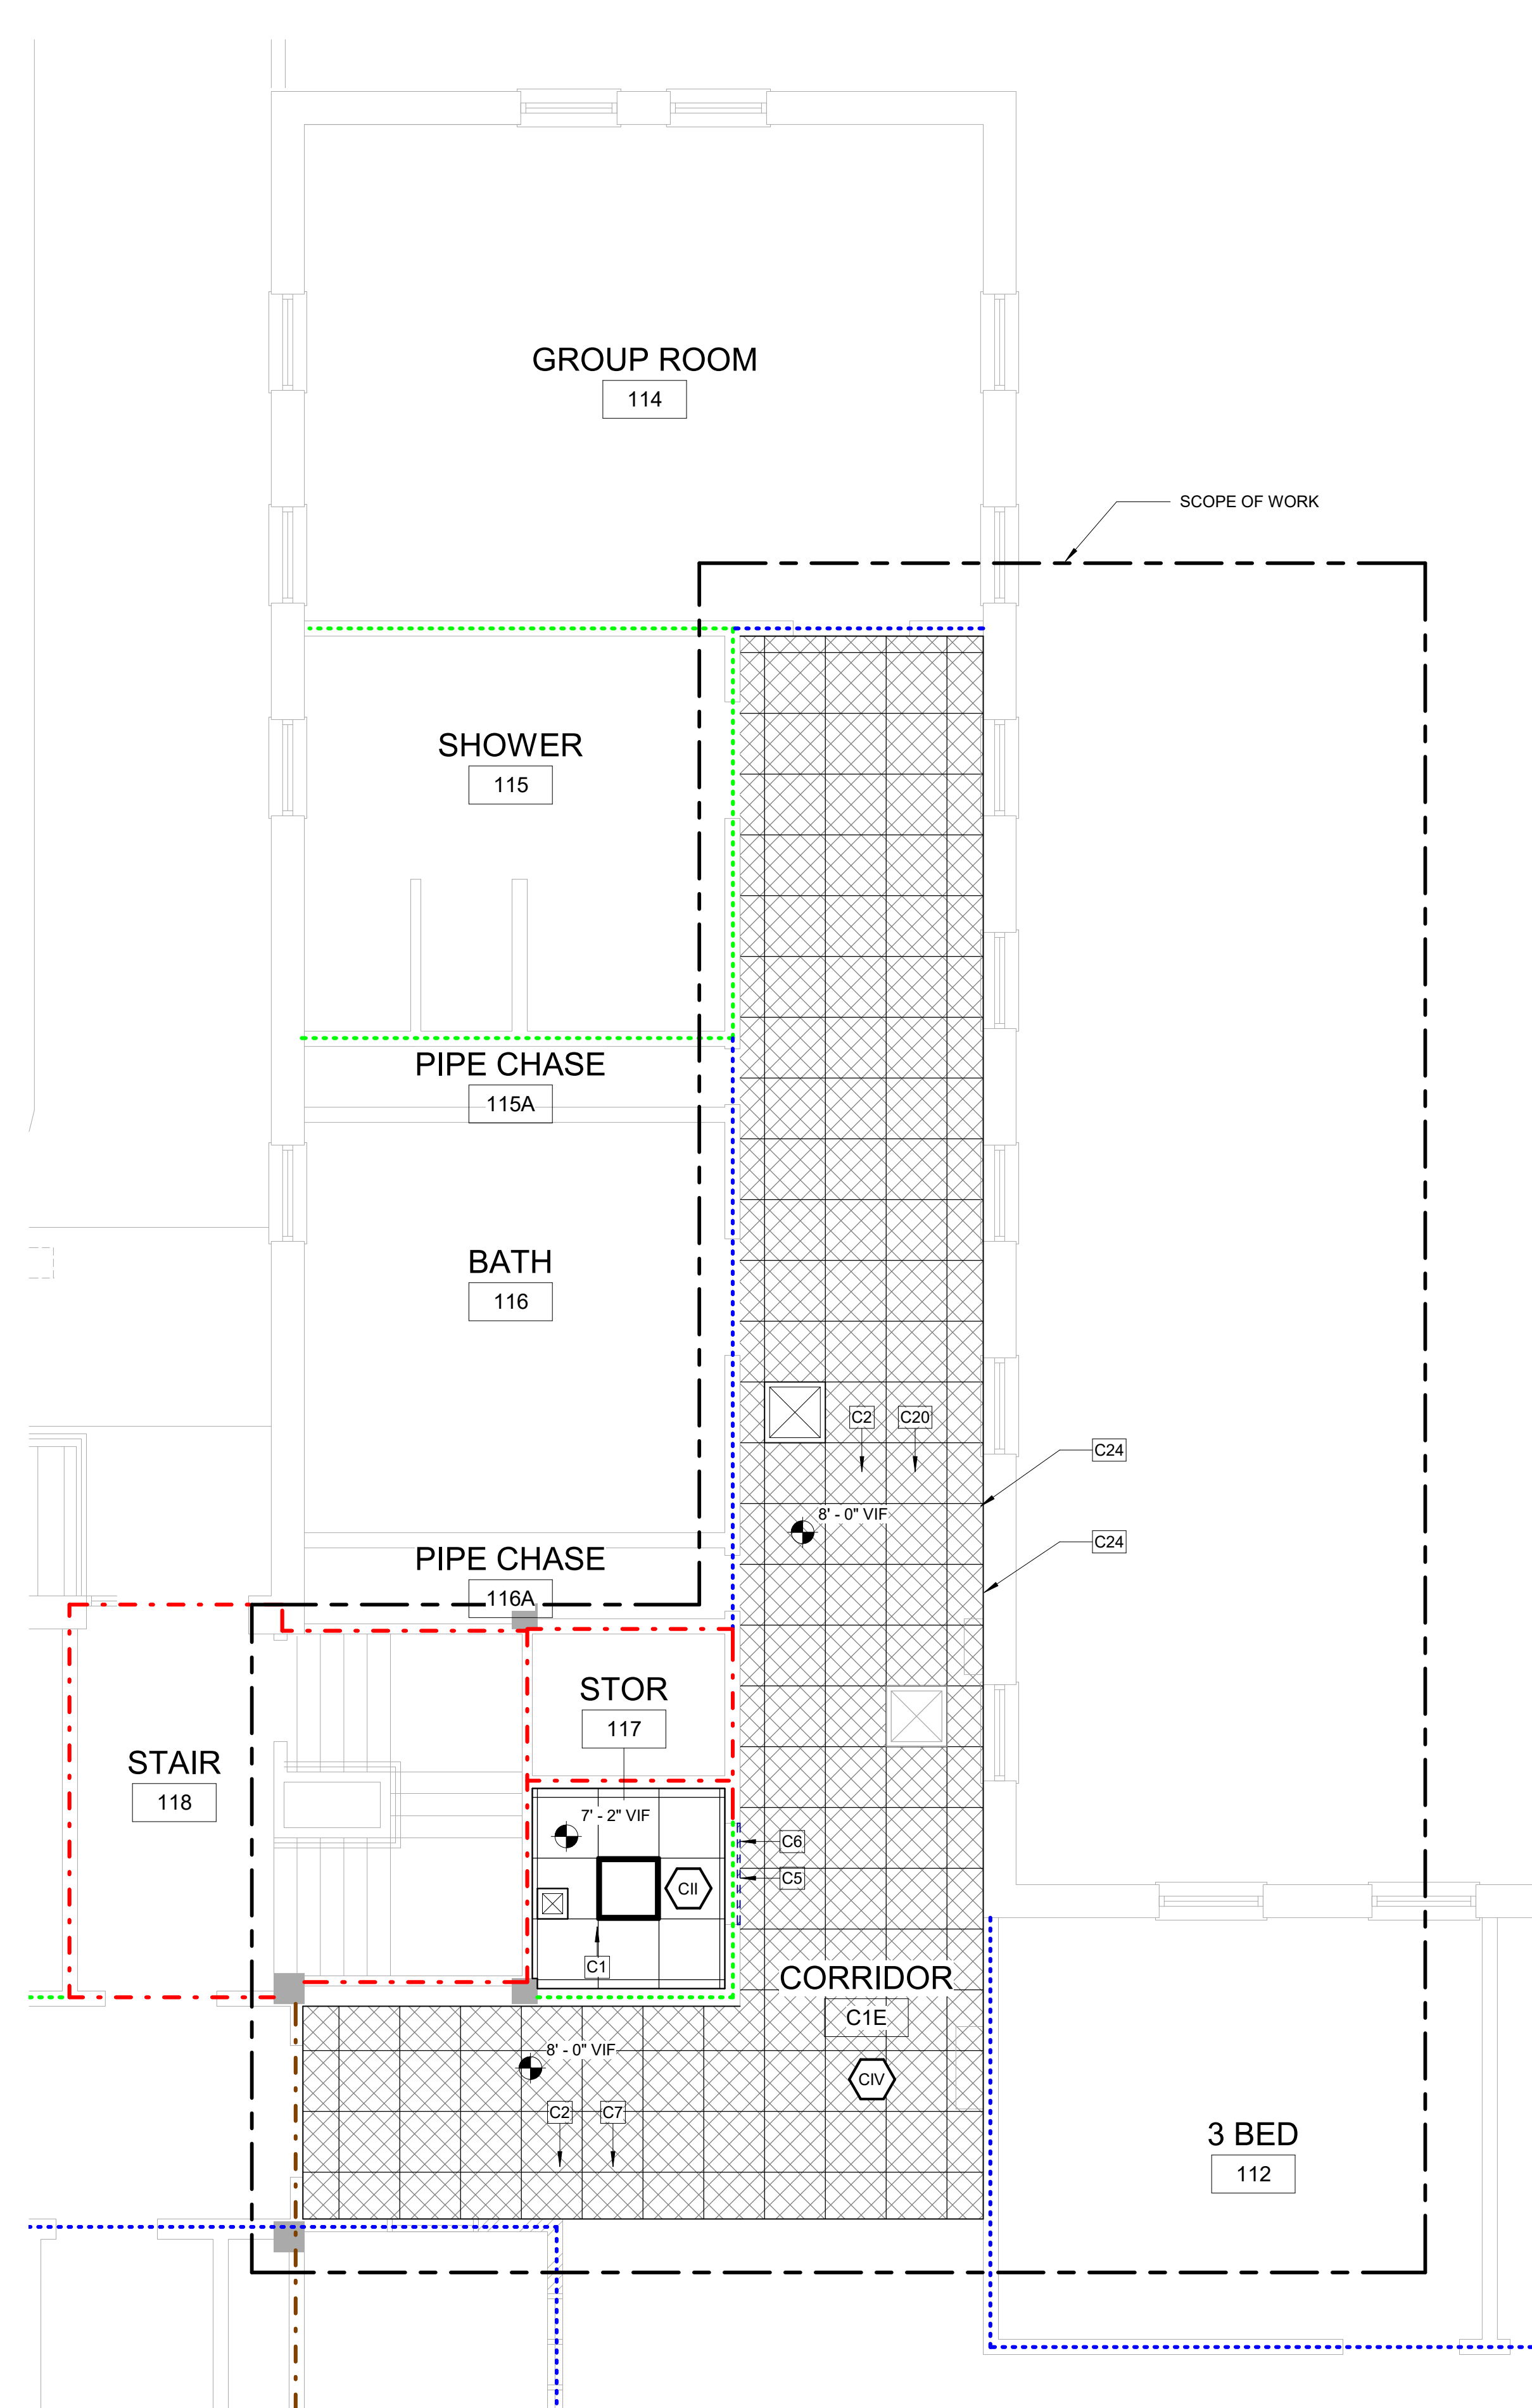 GROUP ROOM
114
SCOPE OF WORK
SHOWER
115
PIPE CHASE
115A
BATH
116
C2
C20
C24
8' - 0" VIF
C24
PIPE CHASE
116A
STOR
117
STAIR
118
7' - 2" VIF
C6
C5
CII
C1
CORRIDOR
C1E
8' - 0" VIF
CIV
C2
C7
3 BED
112